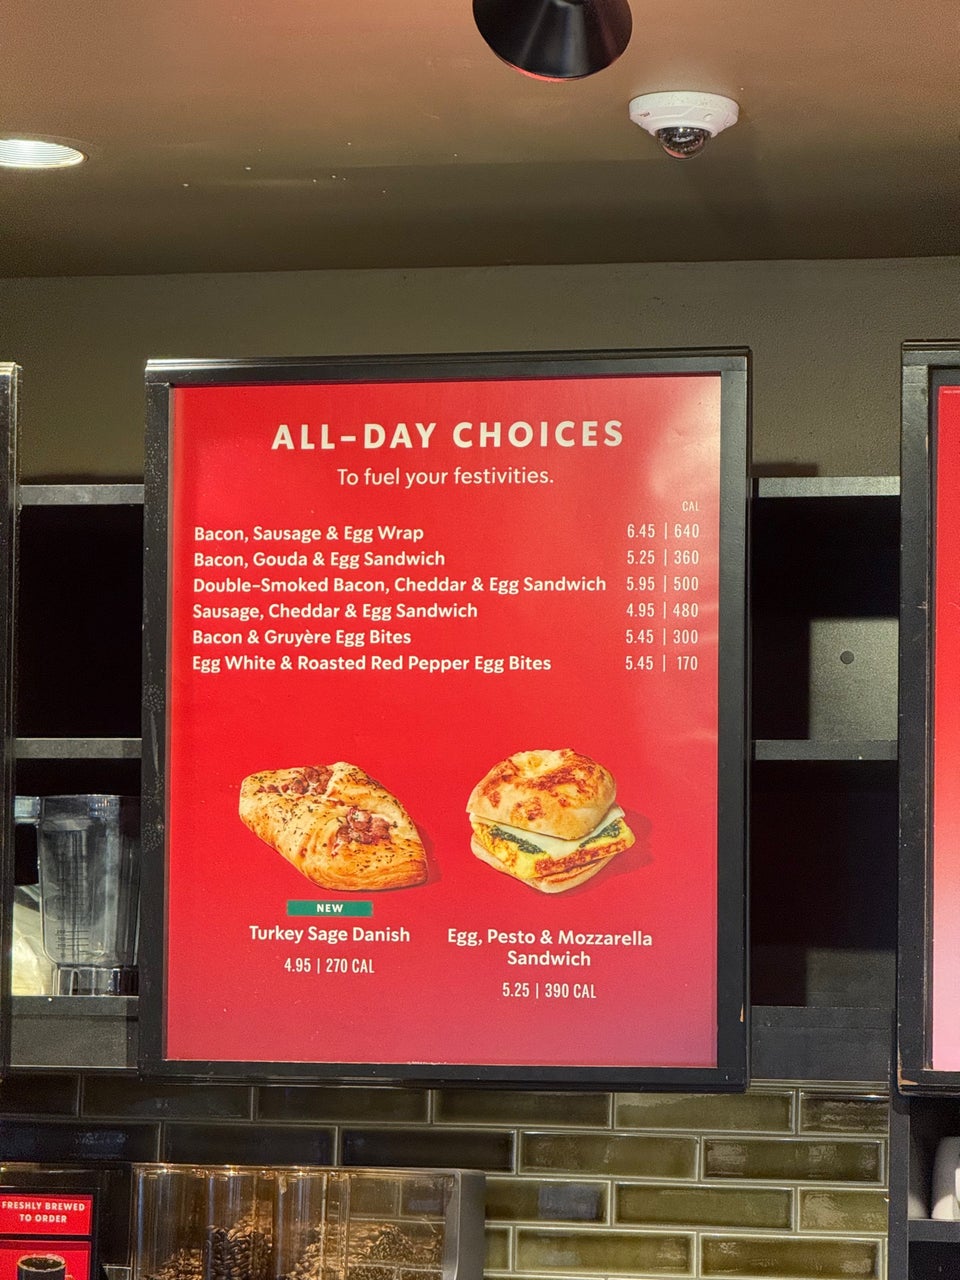 ALL-DAY CHOICES
To fuel your festivities.
CAL
Bacon, Sausage & Egg Wrap 6.45 | 640
Bacon, Gouda & Egg Sandwich 5.25 | 360
Double-Smoked Bacon, Cheddar & Egg Sandwich 5.95 | 500
Sausage, Cheddar & Egg Sandwich 4.95 | 480
Bacon & Gruyère Egg Bites 5.45 | 300
Egg White & Roasted Red Pepper Egg Bites 5.45 | 170
NEW
Turkey Sage Danish
4.95 | 270 CAL
Egg, Pesto & Mozzarella
Sandwich
5.25 | 390 CAL
FRESHLY BREWED
TO ORDER